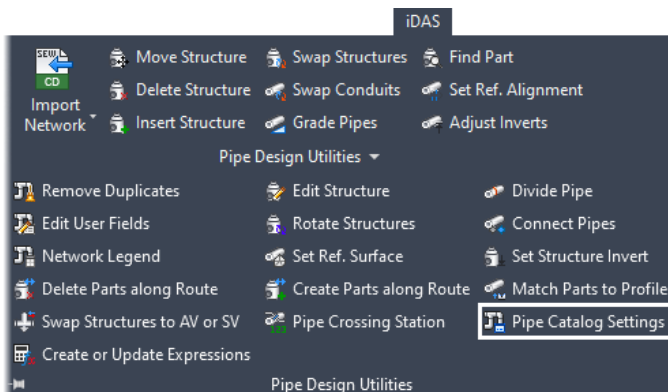 iDAS
SEW
CD
Import
Network
Move Structure
Swap Structures
Find Part
Delete Structure
Swap Conduits
Set Ref. Alignment
Insert Structure
Grade Pipes
Adjust Inverts
Pipe Design Utilities
Remove Duplicates
Edit Structure
Divide Pipe
Edit User Fields
Rotate Structures
Connect Pipes
Network Legend
Set Ref. Surface
Set Structure Invert
Delete Parts along Route
Create Parts along Route
Match Parts to Profile
Swap Structures to AV or SV
Pipe Crossing Station
Pipe Catalog Settings
Create or Update Expressions
Pipe Design Utilities